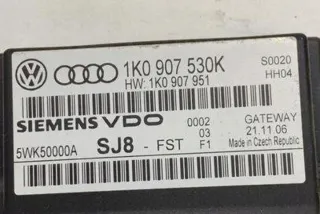 1K0 907 530K S0020
HW: 1K0 907 951 HH04
SIEMENS VDO 0002 GATEWAY
03 21.11.06
5WK50000A SJ8 - FST F1 Made in Czech Republic